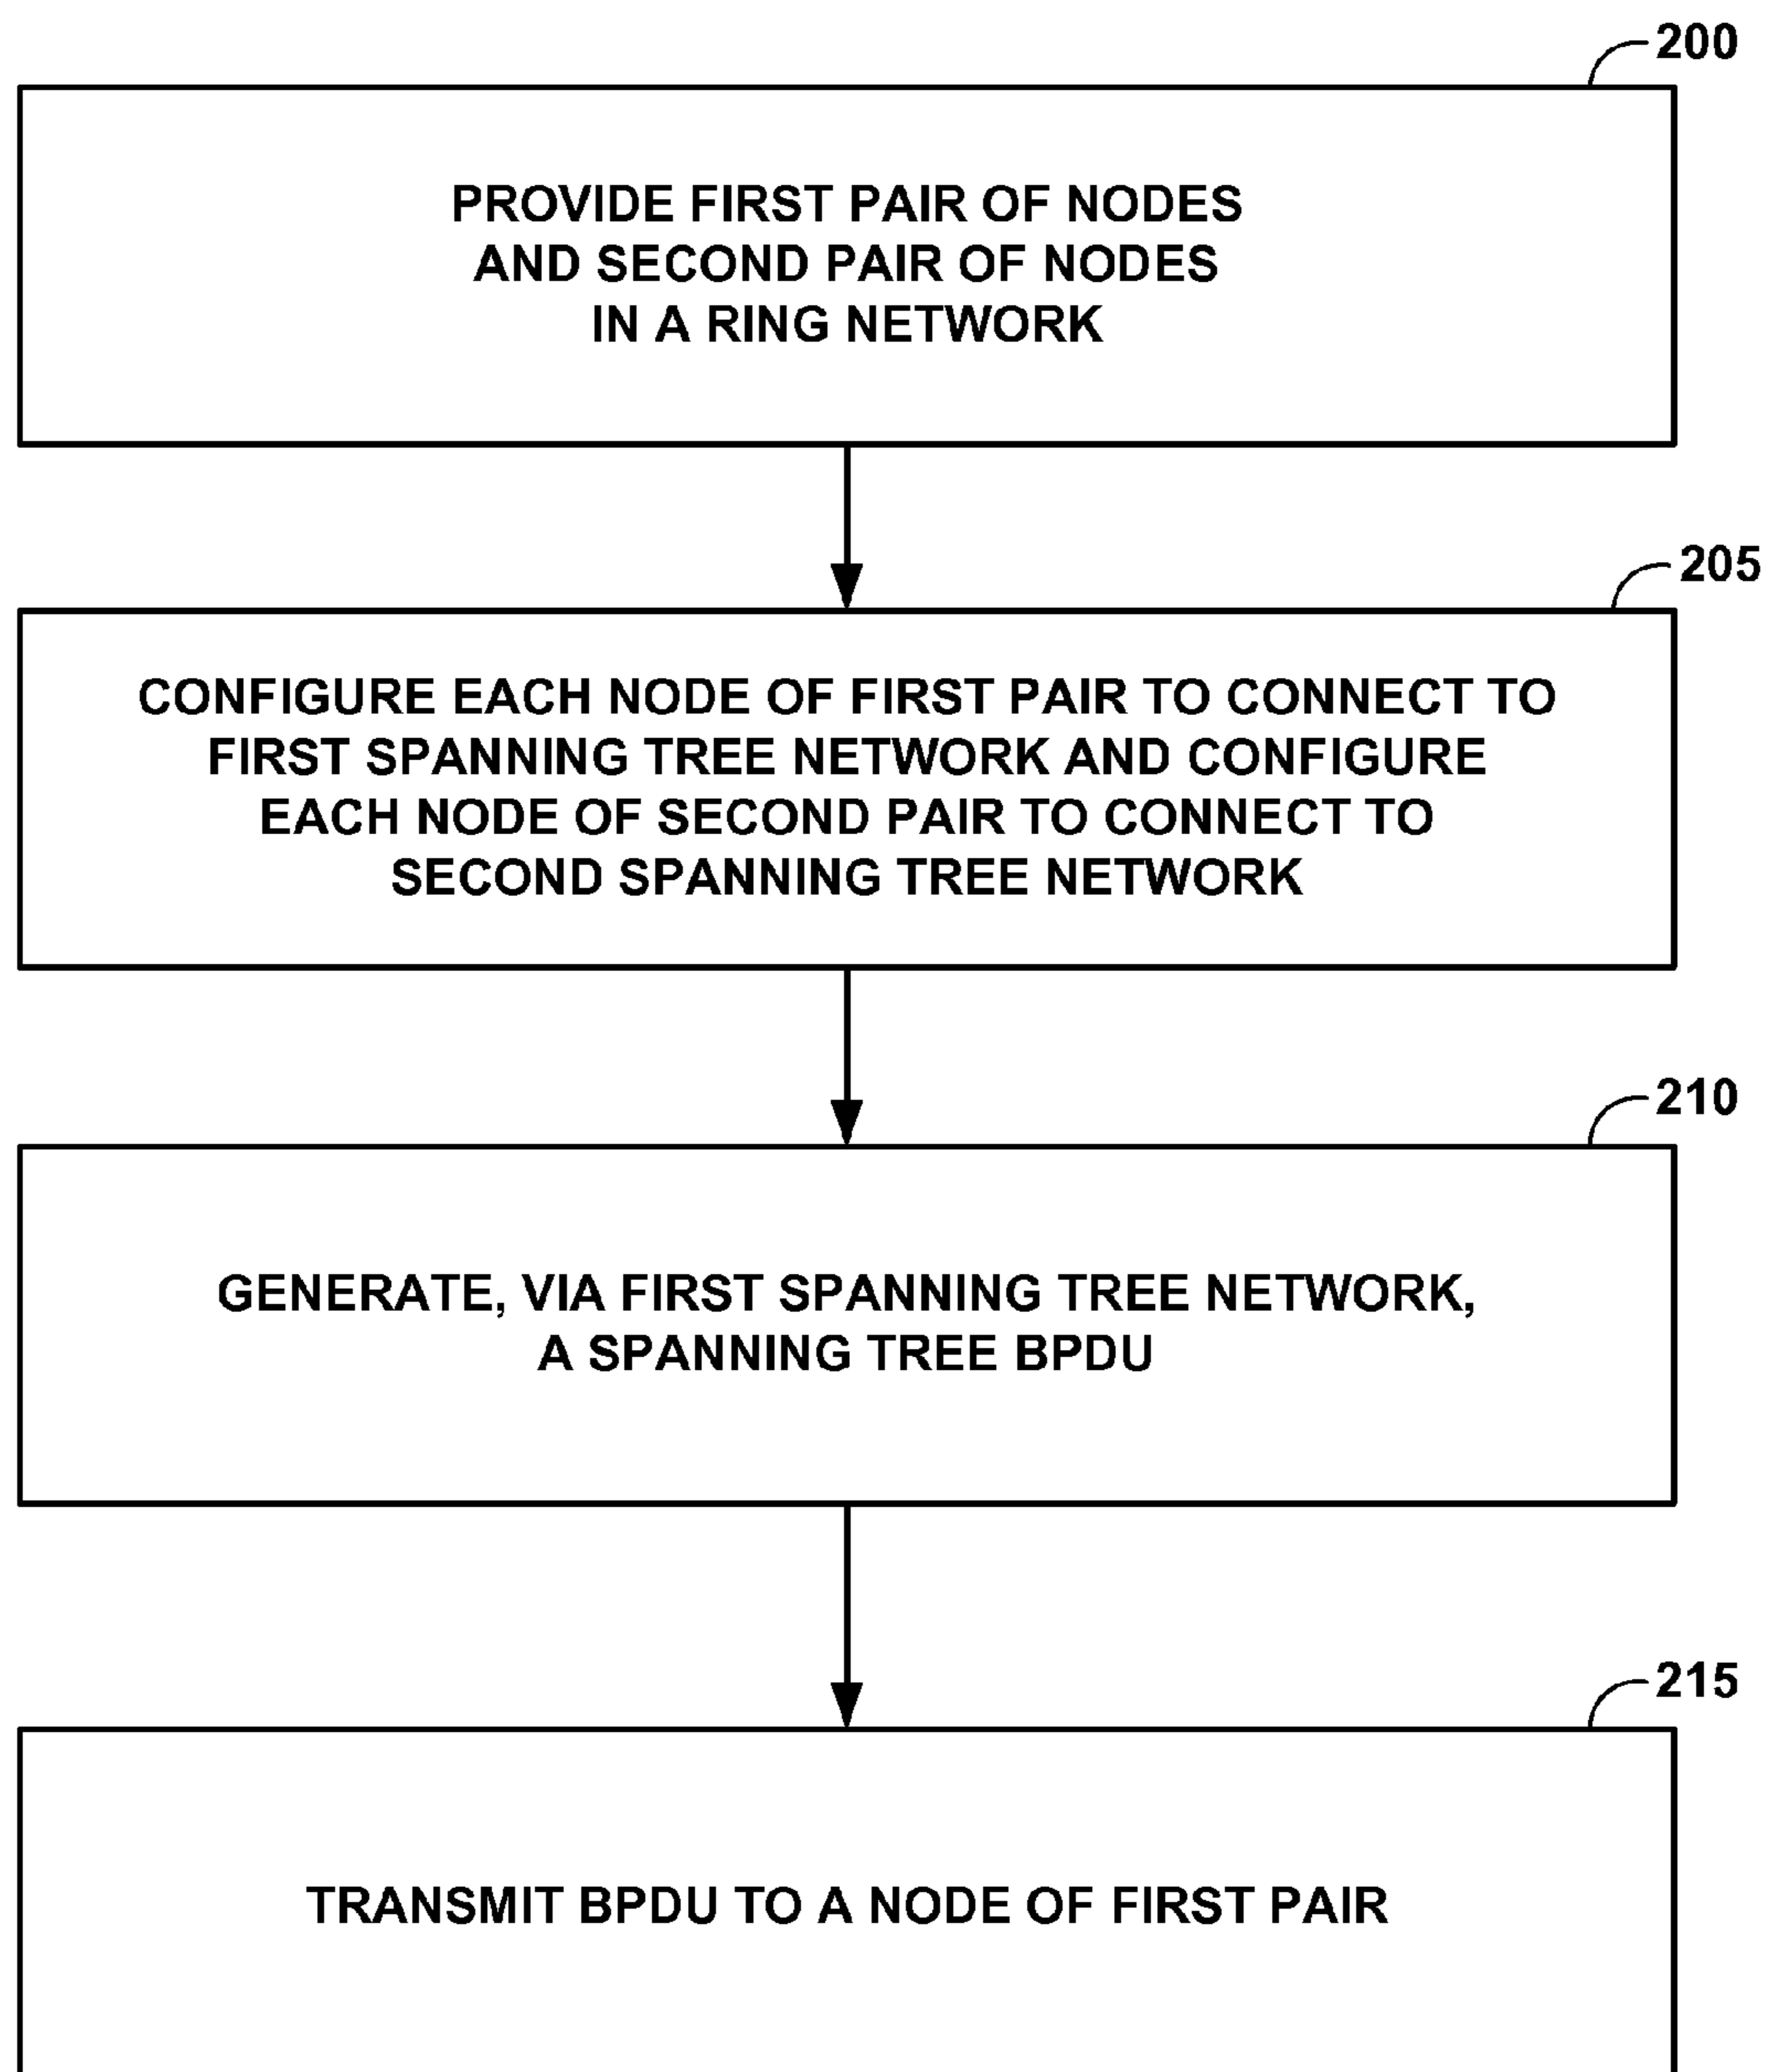 200
PROVIDE FIRST PAIR OF NODES
AND SECOND PAIR OF NODES
IN A RING NETWORK
205
CONFIGURE EACH NODE OF FIRST PAIR TO CONNECT TO
FIRST SPANNING TREE NETWORK AND CONFIGURE
EACH NODE OF SECOND PAIR TO CONNECT TO
SECOND SPANNING TREE NETWORK
210
GENERATE, VIA FIRST SPANNING TREE NETWORK,
A SPANNING TREE BPDU
215
TRANSMIT BPDU TO A NODE OF FIRST PAIR